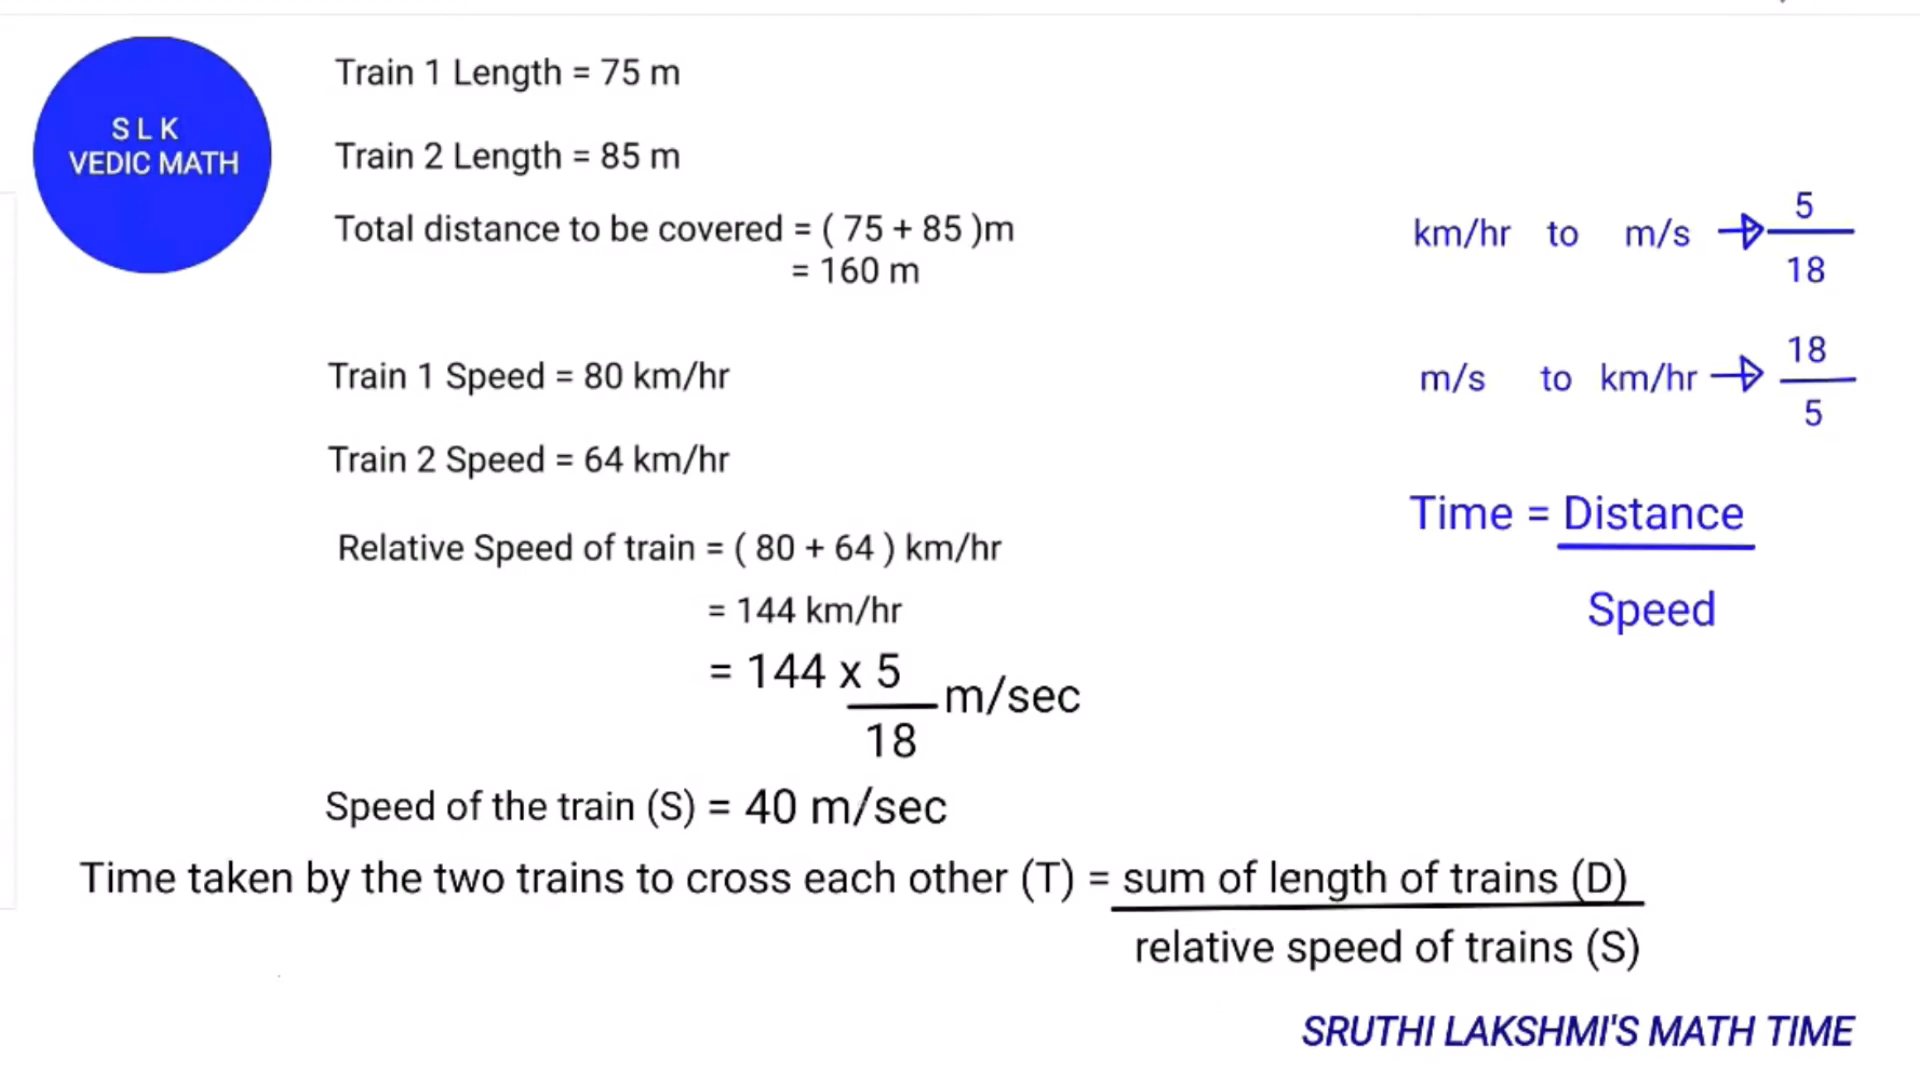 S L K
VEDIC MATH
Train 1 Length = 75 m
Train 2 Length = 85 m
Total distance to be covered = ( 75 + 85 )m
= 160 m
Train 1 Speed = 80 km/hr
Train 2 Speed = 64 km/hr
Relative Speed of train = ( 80 + 64 ) km/hr
= 144 km/hr
= 144 x 5
18
m/sec
Speed of the train (S) = 40 m/sec
km/hr to m/s
5
18
m/s to km/hr
18
5
Time = Distance
Speed
Time taken by the two trains to cross each other (T) = sum of length of trains (D)
relative speed of trains (S)
SRUTHI LAKSHMI'S MATH TIME